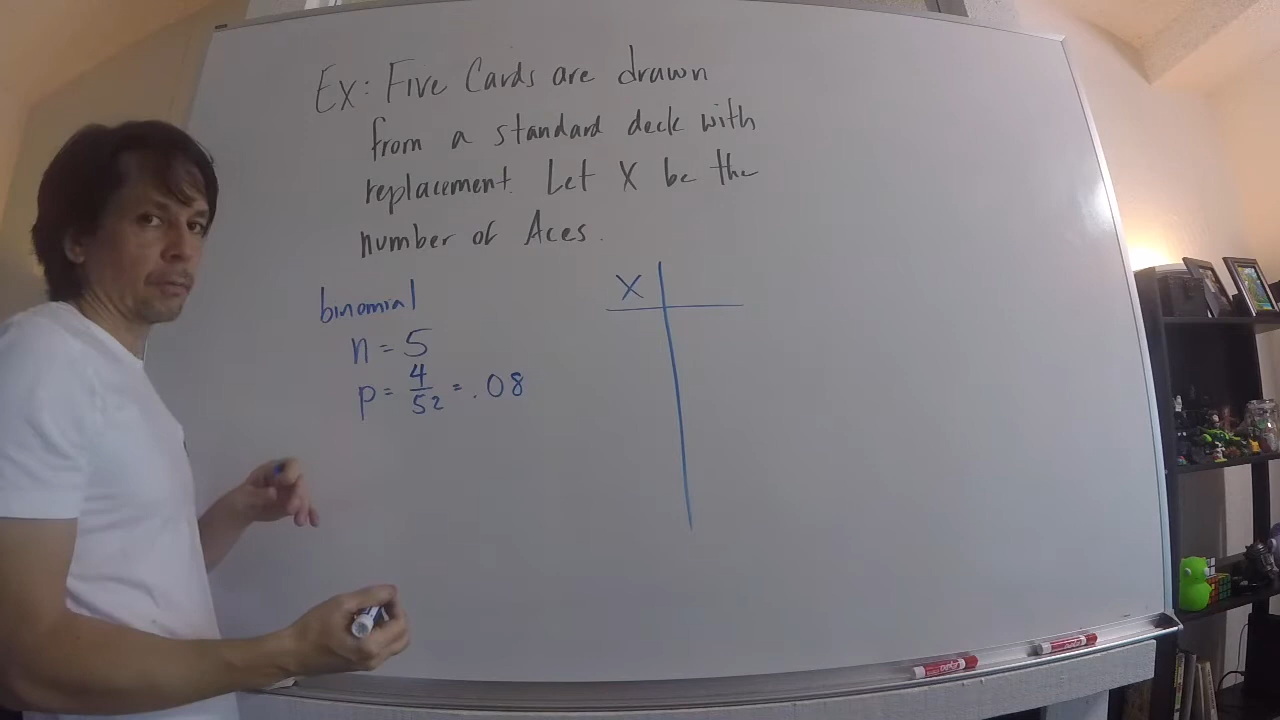 Ex: Five Cards are drawn
from a standard deck with
replacement. Let X be the
number of Aces.
binomial
n = 5
p = 4/52 = .08
X